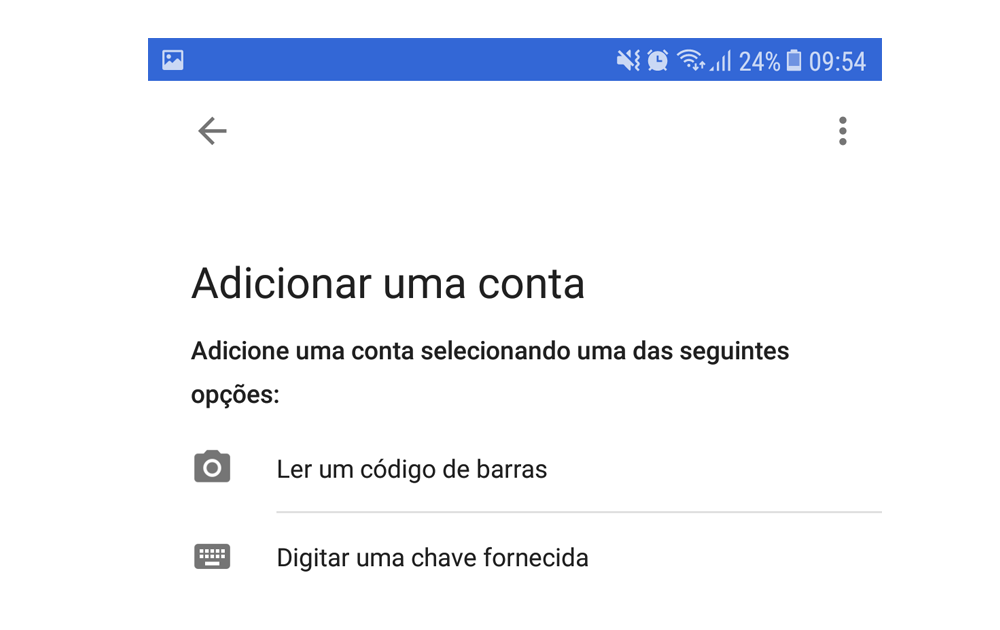 24% 09:54
Adicionar uma conta
Adicione uma conta selecionando uma das seguintes
opções:
Ler um código de barras
Digitar uma chave fornecida